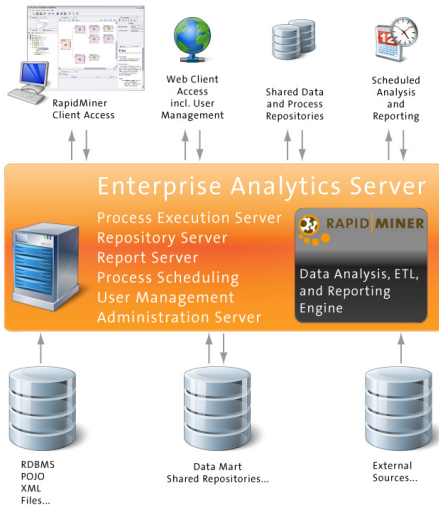 RapidMiner
Client Access
Web Client
Access
incl. User
Management
Shared Data
and Process
Repositories
12
Scheduled
Analysis
and
Reporting
Enterprise Analytics Server
Process Execution Server
Repository Server
Report Server
Process Scheduling
User Management
Administration Server
RAPID MINER
Data Analysis, ETL,
and Reporting
Engine
RDBMS
POJO
XML
Files...
Data Mart
Shared Repositories...
External
Sources...